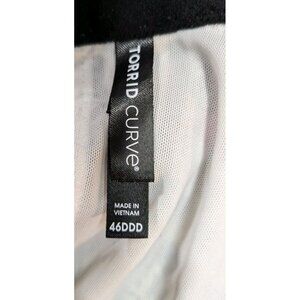 TORRID CURVE®
MADE IN
VIETNAM
46DDD